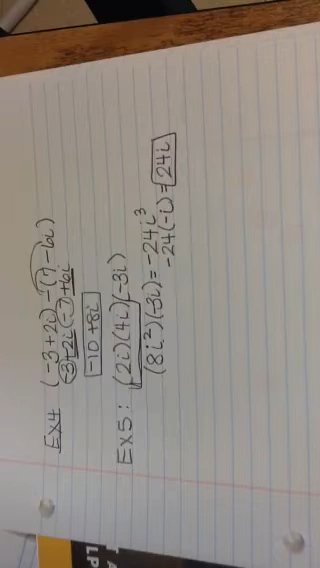 EX4 (-3+2i)-(7-6i)
-3+2i(-7)+6i
-10+8i
EX5: (2i)(4i)(-3i)
(8i²)(-3i)=-24i³
-24(-i)=24i
LP